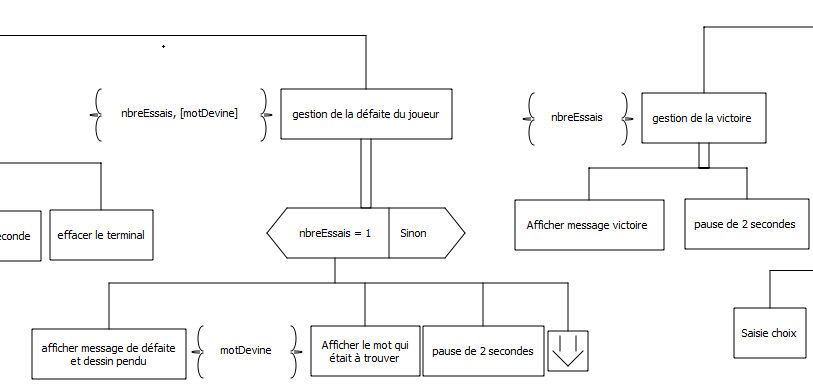 nbreEssais, [motDevine]
gestion de la défaite du joueur
nbreEssais
gestion de la victoire
effacer le terminal
nbreEssais = 1
Sinon
Afficher message victoire
pause de 2 secondes
afficher message de défaite
et dessin pendu
motDevine
Afficher le mot qui
était à trouver
pause de 2 secondes
Saisie choix